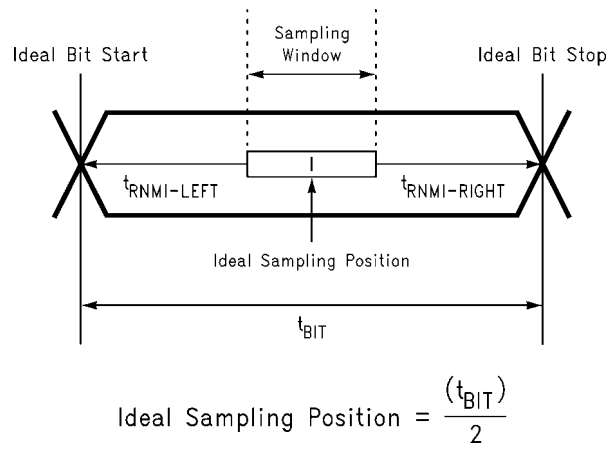 Sampling
Window
Ideal Bit Start
Ideal Bit Stop
tRNMI-LEFT
tRNMI-RIGHT
Ideal Sampling Position
tBIT
Ideal Sampling Position = (tBIT) / 2